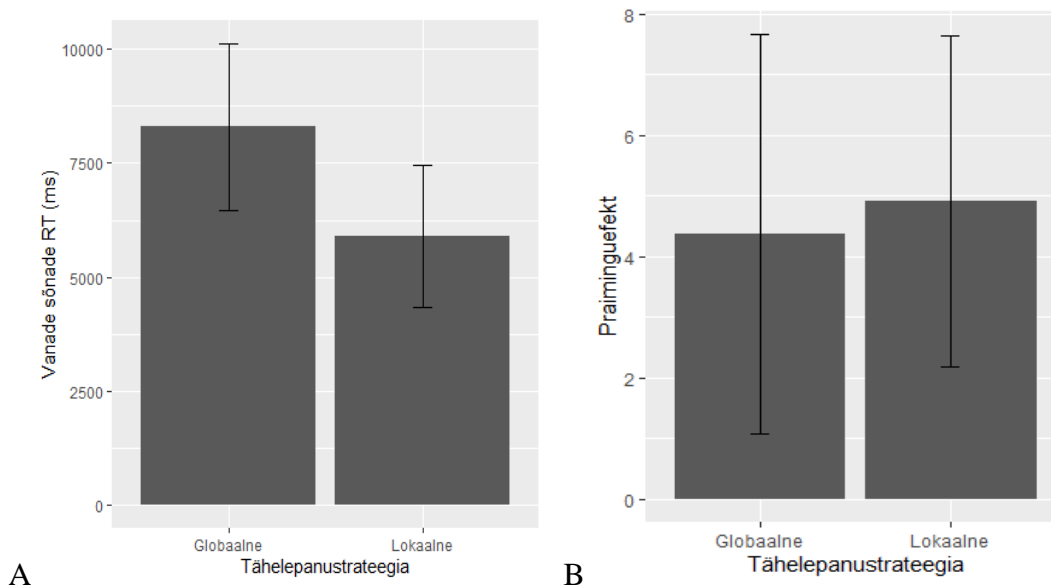 Vanade sõnade RT (ms)
10000
7500
5000
2500
0
Globaalne Lokaalne
Tähelepanustrateegia
A
Praiminguefekt
8
6
4
2
0
Globaalne Lokaalne
Tähelepanustrateegia
B